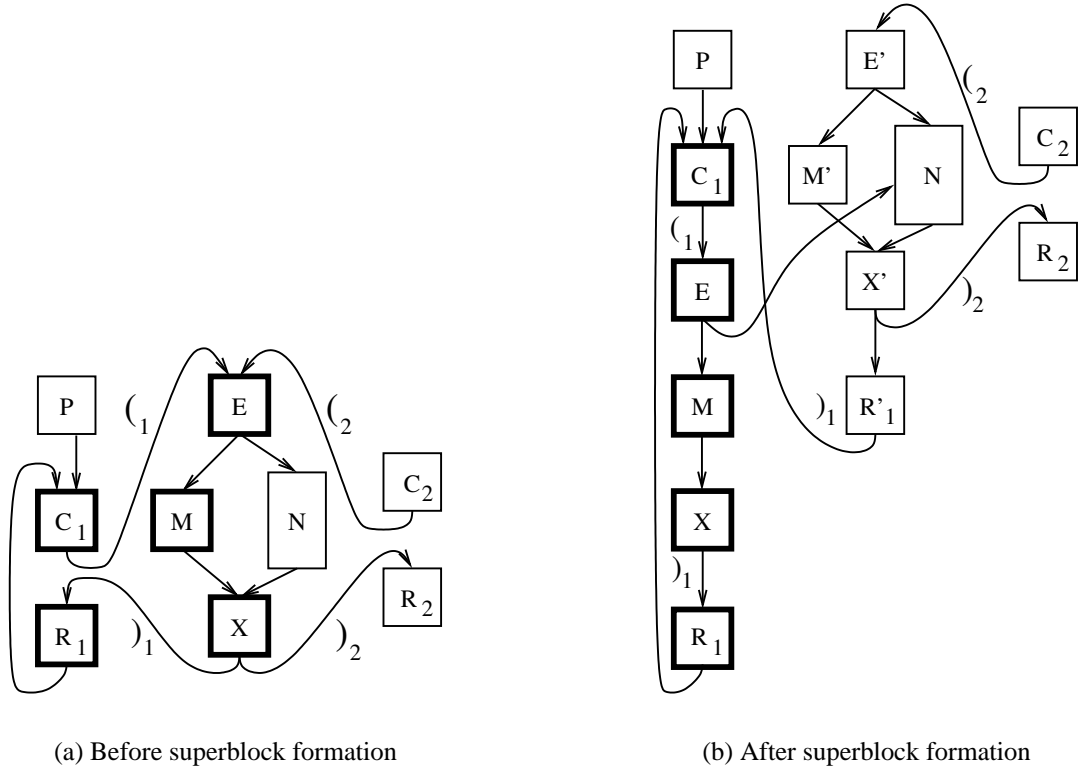 P
(1
E
(2
C2
C1
M
N
R2
R1
)1
X
)2
(a) Before superblock formation
P
E'
(2
C2
C1
M'
N
(1
R2
E
X'
)2
M
)1
R'1
X
)1
R1
(b) After superblock formation